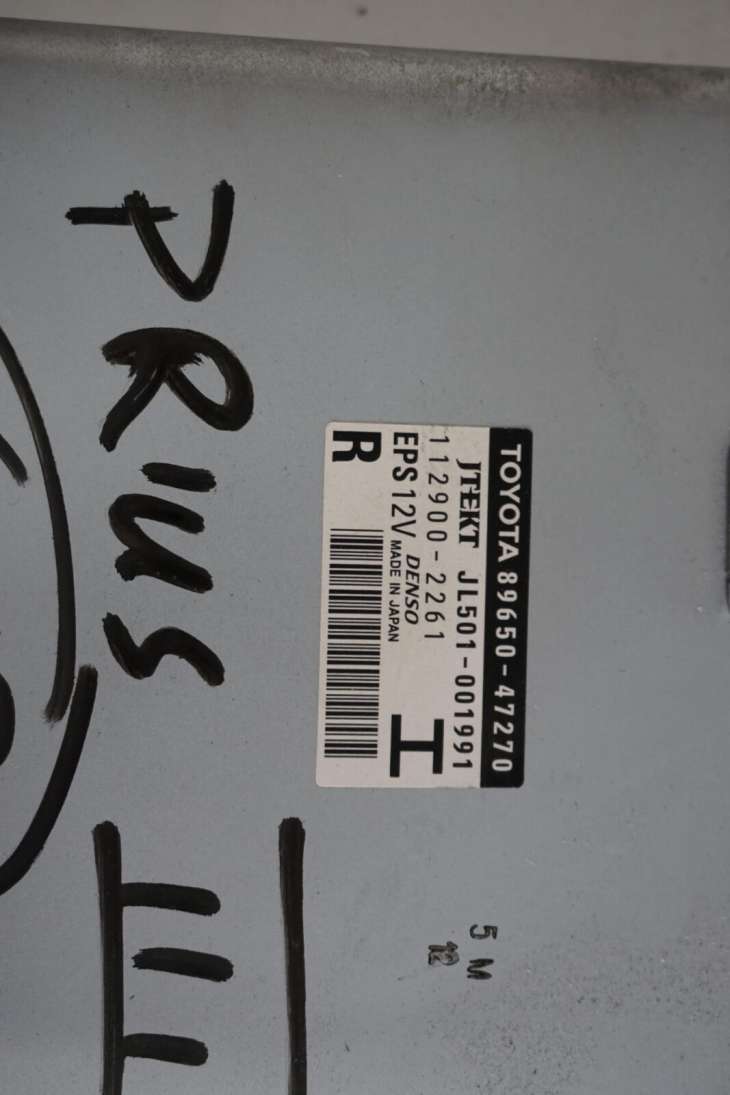 PRIUS III
TOYOTA 89650-47270
JTEKT JL501-001991
112900-2261
EPS 12V DENSO
MADE IN JAPAN
I
R
5 M
12